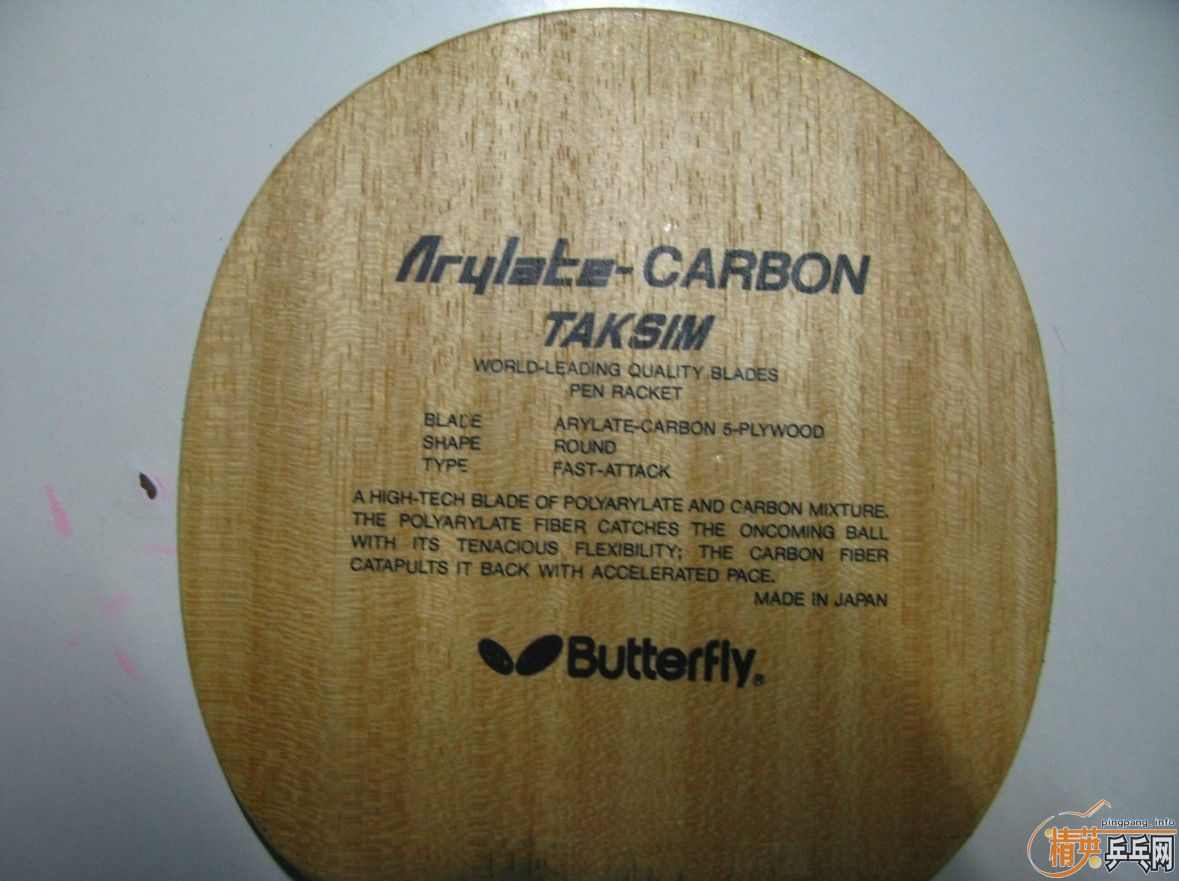 Arylate-CARBON
TAKSIM
WORLD-LEADING QUALITY BLADES
PEN RACKET
BLADE ARYLATE-CARBON 5-PLYWOOD
SHAPE ROUND
TYPE FAST-ATTACK
A HIGH-TECH BLADE OF POLYARYLATE AND CARBON MIXTURE.
THE POLYARYLATE FIBER CATCHES THE ONCOMING BALL
WITH ITS TENACIOUS FLEXIBILITY; THE CARBON FIBER
CATAPULTS IT BACK WITH ACCELERATED PACE.
MADE IN JAPAN
Butterfly®
pingpang.info
精英乒乓网